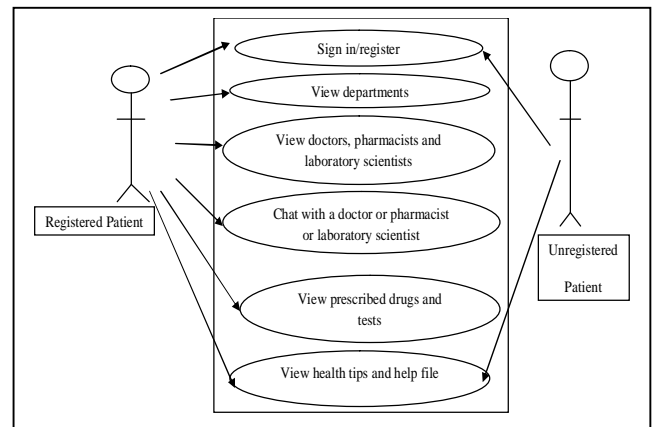 Sign in/register
View departments
View doctors, pharmacists and
laboratory scientists
Chat with a doctor or pharmacist
or laboratory scientist
View prescribed drugs and
tests
View health tips and help file
Registered Patient
Unregistered
Patient